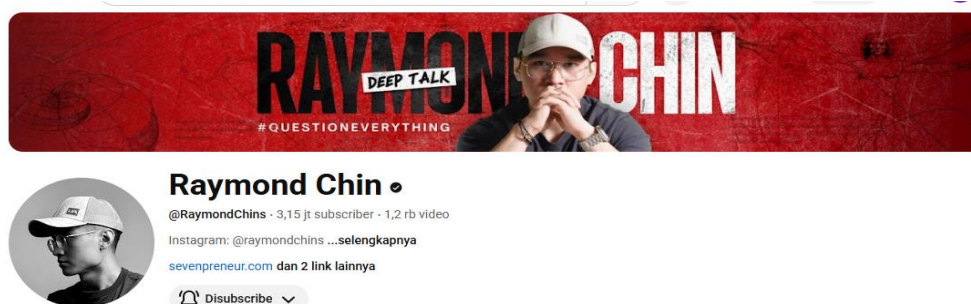 RAYMOND CHIN
DEEP TALK
#QUESTIONEVERYTHING
Raymond Chin
@RaymondChins · 3,15 jt subscriber · 1,2 rb video
Instagram: @raymondchins ...selengkapnya
sevenpreneur.com dan 2 link lainnya
Disubscribe